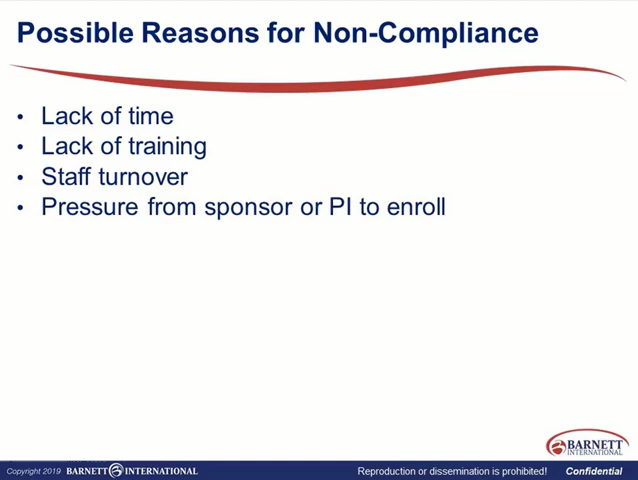 Possible Reasons for Non-Compliance
• Lack of time
• Lack of training
• Staff turnover
• Pressure from sponsor or PI to enroll
BARNETT
INTERNATIONAL
Copyright 2019 BARNETT INTERNATIONAL Reproduction or dissemination is prohibited! Confidential